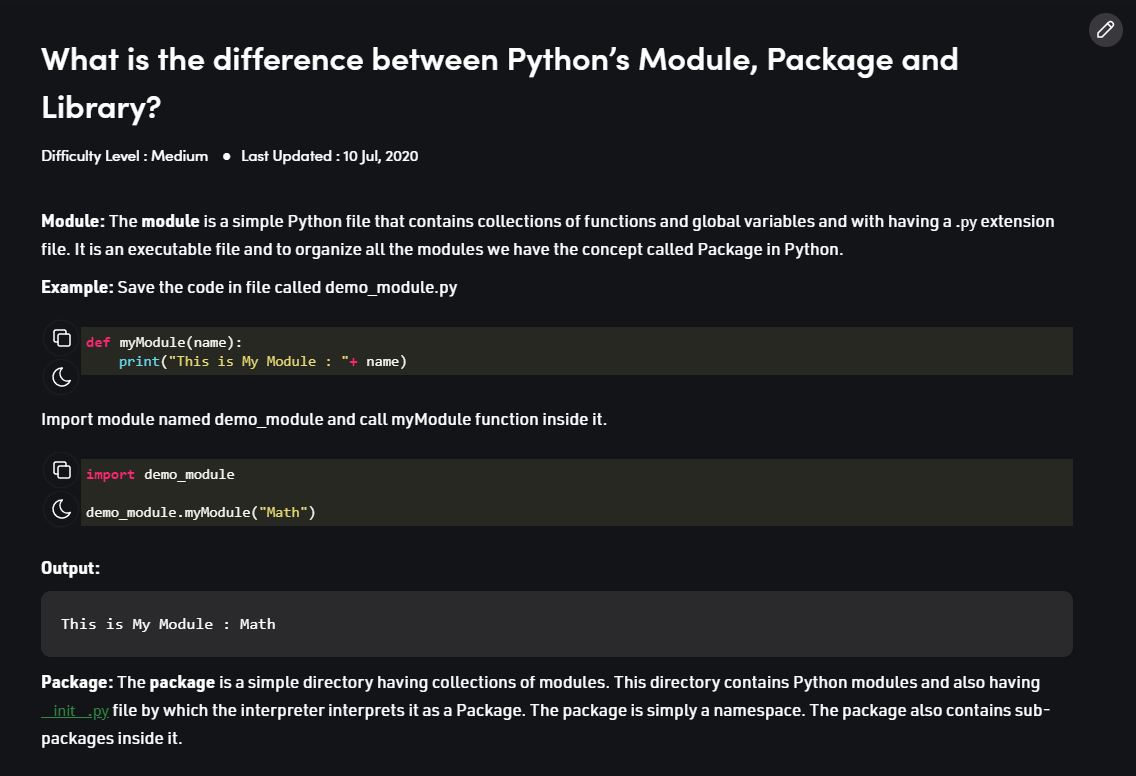 What is the difference between Python’s Module, Package and
Library?
Difficulty Level : Medium ● Last Updated : 10 Jul, 2020
Module: The module is a simple Python file that contains collections of functions and global variables and with having a .py extension
file. It is an executable file and to organize all the modules we have the concept called Package in Python.
Example: Save the code in file called demo_module.py
def myModule(name):
    print("This is My Module : "+ name)
Import module named demo_module and call myModule function inside it.
import demo_module
demo_module.myModule("Math")
Output:
This is My Module : Math
Package: The package is a simple directory having collections of modules. This directory contains Python modules and also having
__init__.py file by which the interpreter interprets it as a Package. The package is simply a namespace. The package also contains sub-
packages inside it.